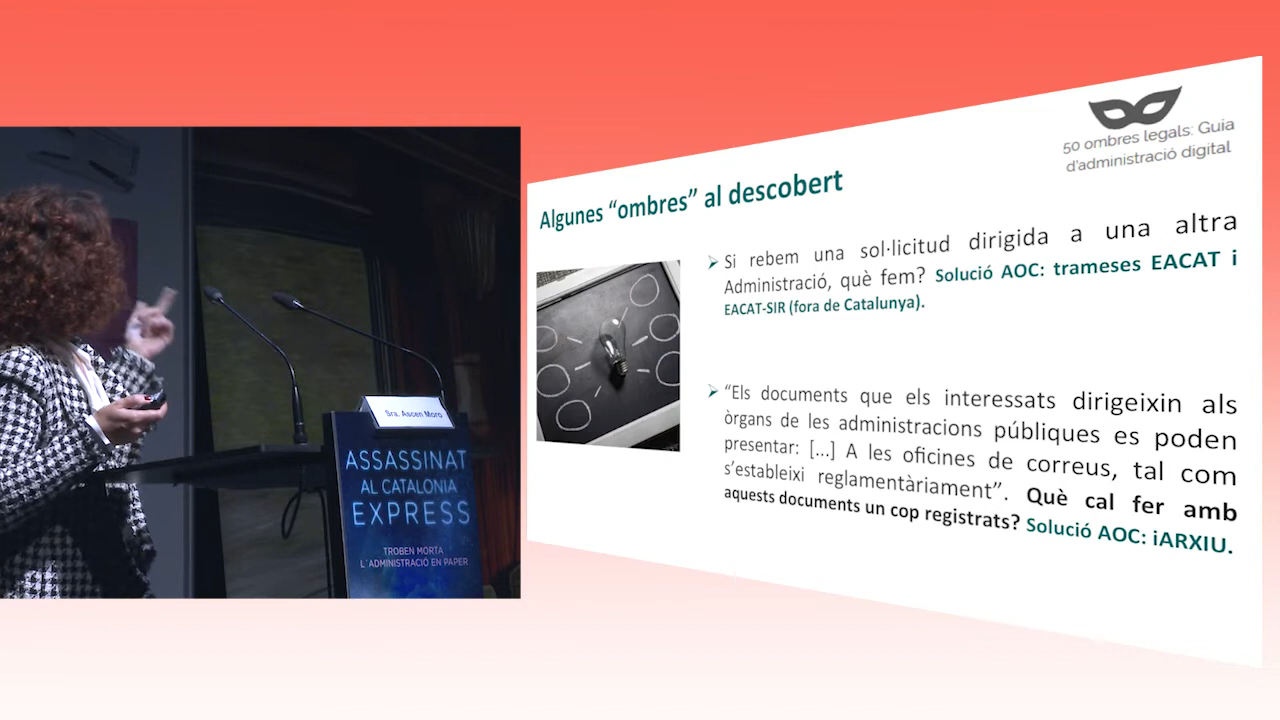 Sra. Ascen Moro
ASSASSINAT
AL CATALONIA
EXPRESS
TROBEN MORTA
L'ADMINISTRACIÓ EN PAPER
50 ombres legals: Guia
d'administració digital
Algunes “ombres” al descobert
Si rebem una sol·licitud dirigida a una altra
Administració, què fem? Solució AOC: trameses EACAT i
EACAT-SIR (fora de Catalunya).
“Els documents que els interessats dirigeixin als
òrgans de les administracions públiques es poden
presentar: [...] A les oficines de correus, tal com
s’estableixi reglamentàriament”. Què cal fer amb
aquests documents un cop registrats? Solució AOC: iARXIU.